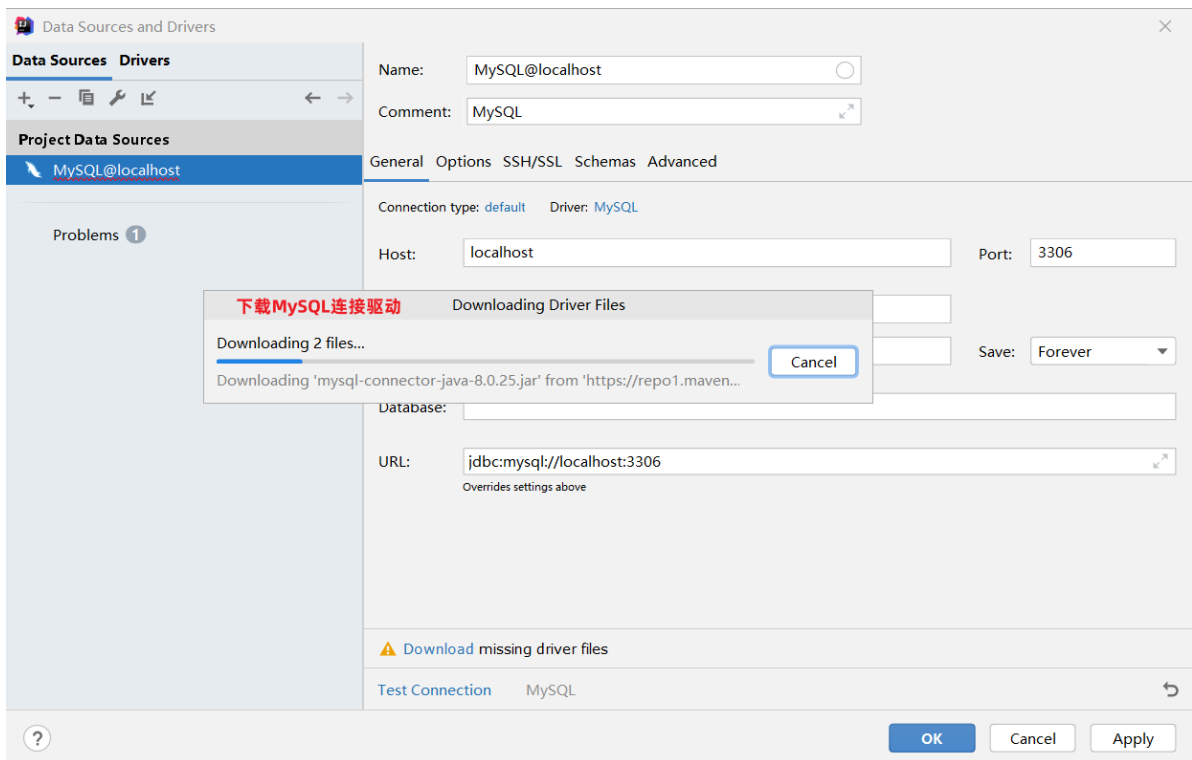 Data Sources and Drivers
Data Sources Drivers
Project Data Sources
MySQL@localhost
Problems 1
Name: MySQL@localhost
Comment: MySQL
General Options SSH/SSL Schemas Advanced
Connection type: default Driver: MySQL
Host: localhost Port: 3306
下载MySQL连接驱动 Downloading Driver Files
Downloading 2 files...
Cancel
Downloading 'mysql-connector-java-8.0.25.jar' from 'https://repo1.maven...
Save: Forever
Database:
URL: jdbc:mysql://localhost:3306
Overrides settings above
Download missing driver files
Test Connection MySQL
?
OK Cancel Apply